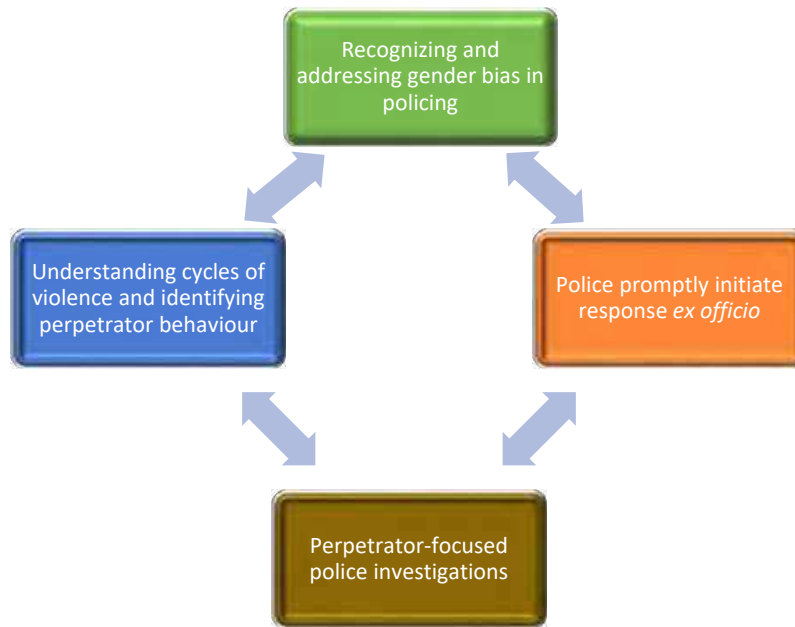 Recognizing and
addressing gender bias in
policing
Understanding cycles of
violence and identifying
perpetrator behaviour
Police promptly initiate
response ex officio
Perpetrator-focused
police investigations